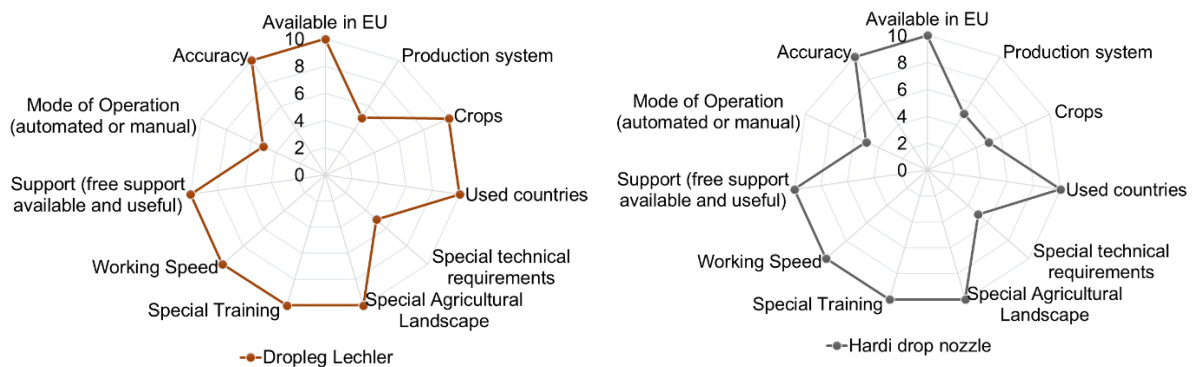 Available in EU
10
8
6
4
2
0
Production system
Crops
Used countries
Special technical
requirements
Special Agricultural
Landscape
Special Training
Working Speed
Support (free support
available and useful)
Mode of Operation
(automated or manual)
Accuracy
Dropleg Lechler
Available in EU
10
8
6
4
2
0
Production system
Crops
Used countries
Special technical
requirements
Special Agricultural
Landscape
Special Training
Working Speed
Support (free support
available and useful)
Mode of Operation
(automated or manual)
Accuracy
Hardi drop nozzle